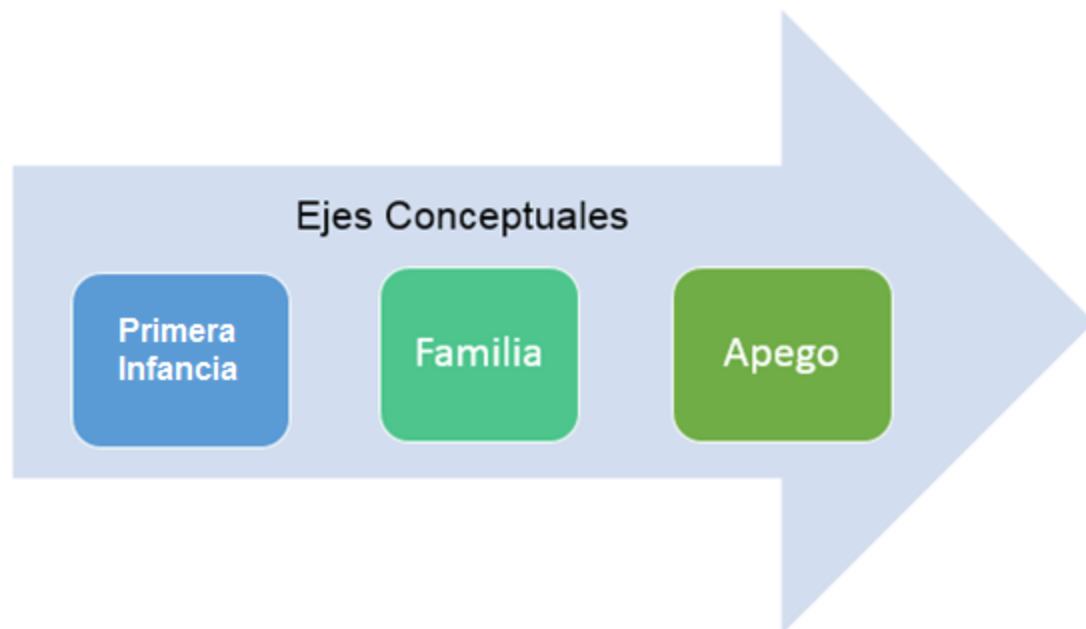 Ejes Conceptuales
Primera
Infancia
Familia
Apego